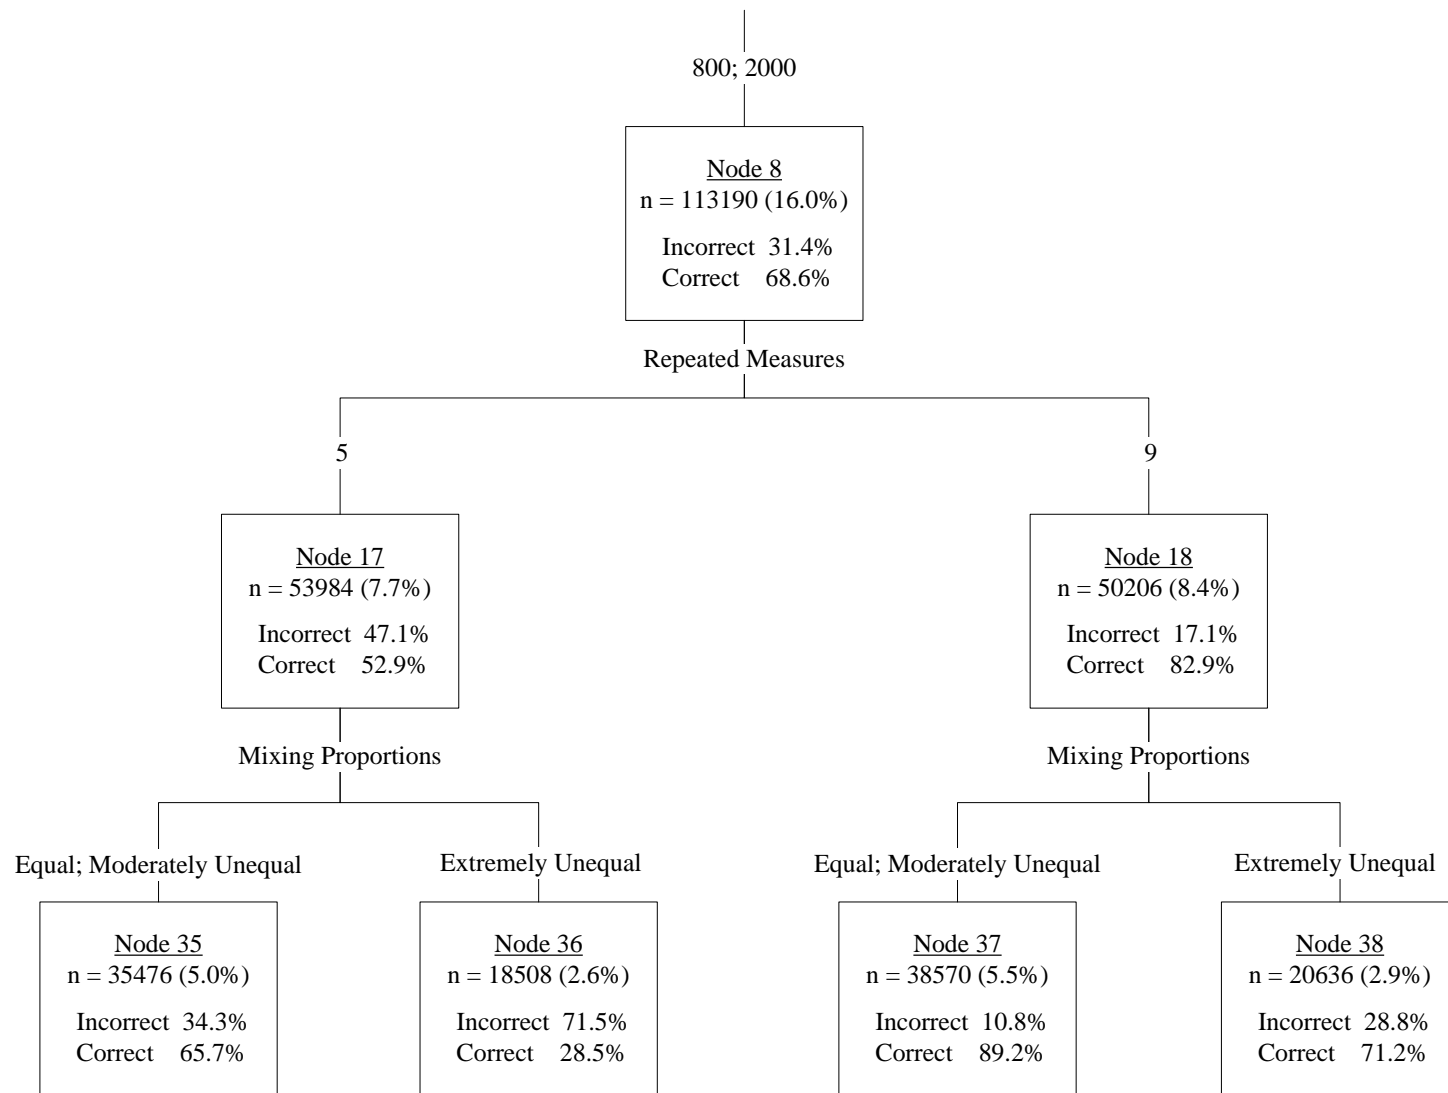 800; 2000
Node 8
n = 113190 (16.0%)
Incorrect 31.4%
Correct 68.6%
Repeated Measures
5
9
Node 17
n = 53984 (7.7%)
Incorrect 47.1%
Correct 52.9%
Node 18
n = 50206 (8.4%)
Incorrect 17.1%
Correct 82.9%
Mixing Proportions
Mixing Proportions
Equal; Moderately Unequal
Extremely Unequal
Equal; Moderately Unequal
Extremely Unequal
Node 35
n = 35476 (5.0%)
Incorrect 34.3%
Correct 65.7%
Node 36
n = 18508 (2.6%)
Incorrect 71.5%
Correct 28.5%
Node 37
n = 38570 (5.5%)
Incorrect 10.8%
Correct 89.2%
Node 38
n = 20636 (2.9%)
Incorrect 28.8%
Correct 71.2%